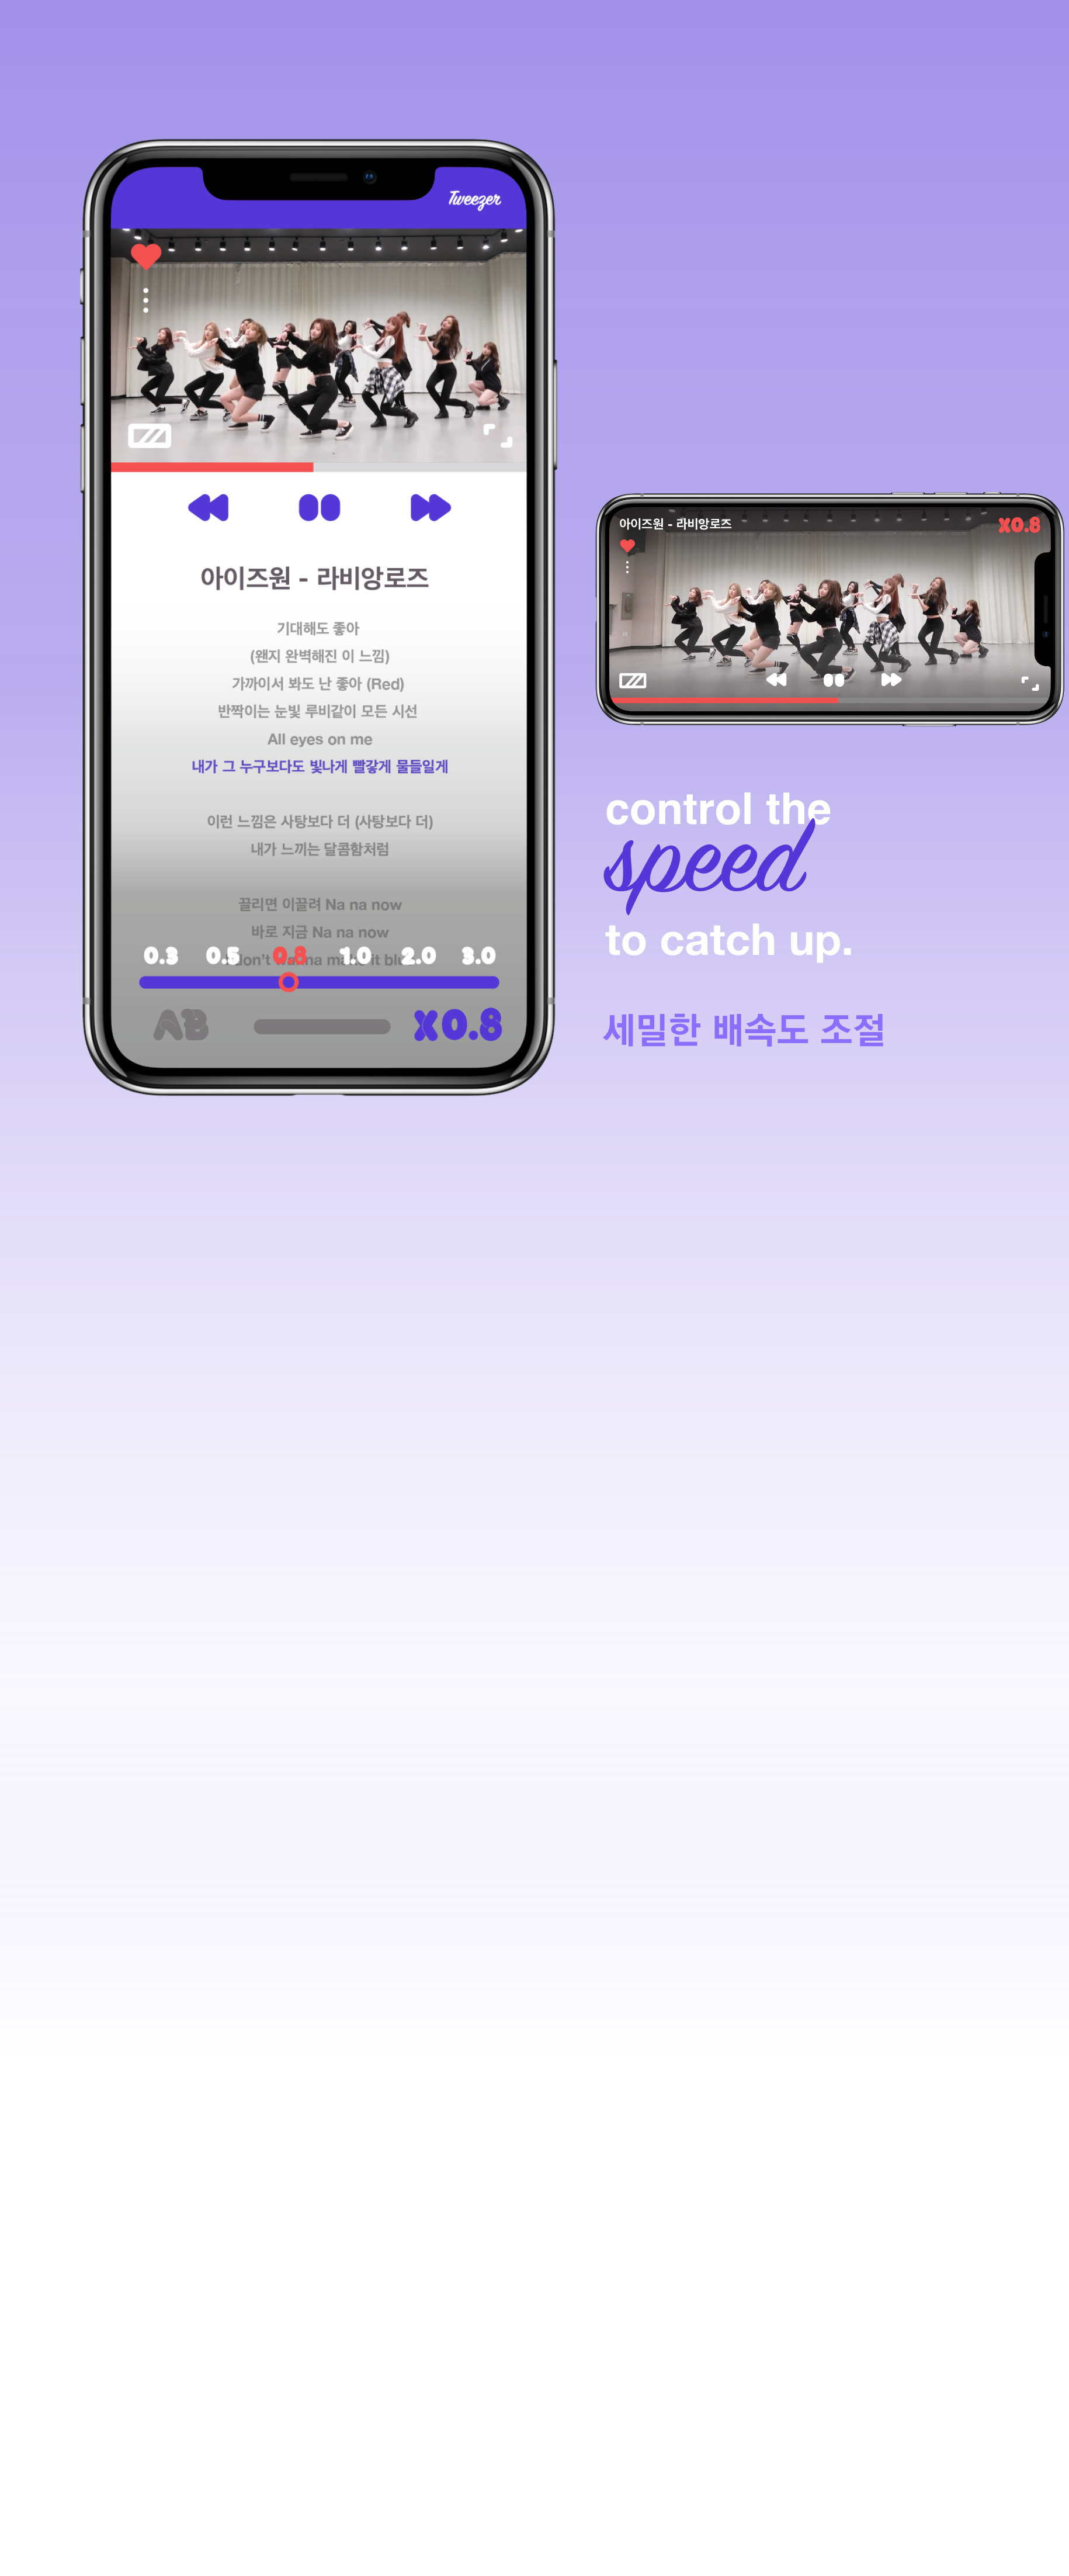 Tweezer
아이즈원 - 라비앙로즈
기대해도 좋아
(왠지 완벽해진 이 느낌)
가까이서 봐도 난 좋아 (Red)
반짝이는 눈빛 루비같이 모든 시선
All eyes on me
내가 그 누구보다도 빛나게 빨갛게 물들일게
이런 느낌은 사탕보다 더 (사탕보다 더)
내가 느끼는 달콤함처럼
끌리면 이끌려 Na na now
바로 지금 Na na now
don't wanna make it
0.3 0.5 0.8 1.0 2.0 3.0
AB X0.8
아이즈원 - 라비앙로즈 X0.8
control the
speed
to catch up.
세밀한 배속도 조절